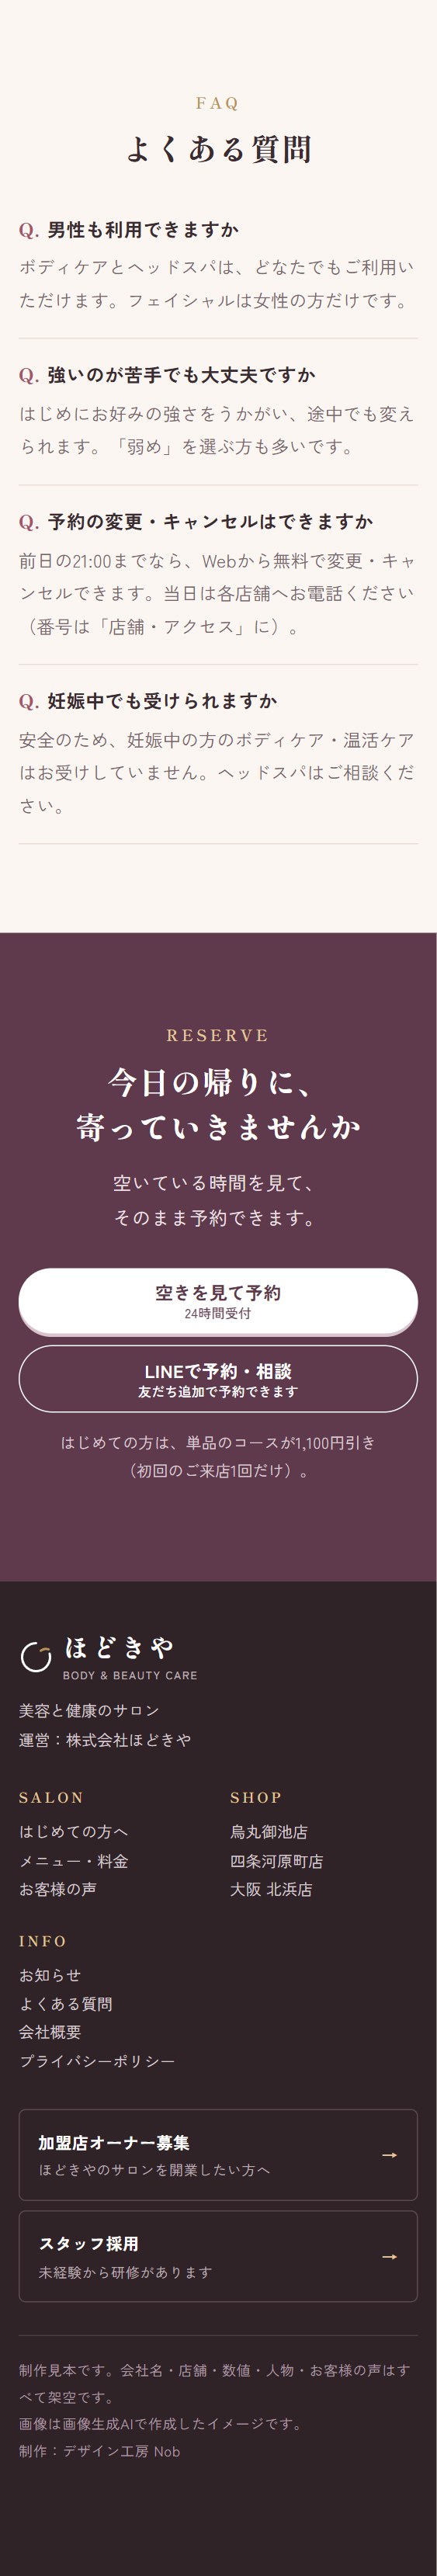 FAQ
よくある質問
Q. 男性も利用できますか
ボディケアとヘッドスパは、どなたでもご利用い
ただけます。フェイシャルは女性の方だけです。
Q. 強いのが苦手でも大丈夫ですか
はじめにお好みの強さをうかがい、途中でも変え
られます。「弱め」を選ぶ方も多いです。
Q. 予約の変更・キャンセルはできますか
前日の21:00までなら、Webから無料で変更・キャ
ンセルできます。当日は各店舗へお電話ください
（番号は「店舗・アクセス」に）。
Q. 妊娠中でも受けられますか
安全のため、妊娠中の方のボディケア・温活ケア
はお受けしていません。ヘッドスパはご相談くだ
さい。
RESERVE
今日の帰りに、
寄っていきませんか
空いている時間を見て、
そのまま予約できます。
空きを見て予約
24時間受付
LINEで予約・相談
友だち追加で予約できます
はじめての方は、単品のコースが1,100円引き
（初回のご来店1回だけ）。
ほどきや
BODY & BEAUTY CARE
美容と健康のサロン
運営：株式会社ほどきや
SALON
はじめての方へ
メニュー・料金
お客様の声
SHOP
烏丸御池店
四条河原町店
大阪 北浜店
INFO
お知らせ
よくある質問
会社概要
プライバシーポリシー
加盟店オーナー募集
ほどきやのサロンを開業したい方へ
→
スタッフ採用
未経験から研修があります
→
制作見本です。会社名・店舗・数値・人物・お客様の声はす
べて架空です。
画像は画像生成AIで作成したイメージです。
制作：デザイン工房 Nob